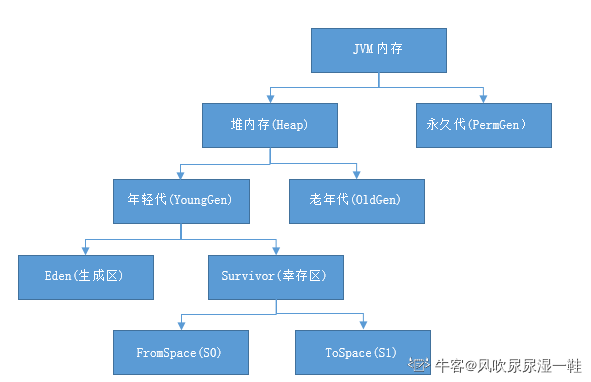 JVM内存
堆内存(Heap)
永久代(PermGen)
年轻代(YoungGen)
老年代(OldGen)
Eden(生成区)
Survivor(幸存区)
FromSpace(S0)
ToSpace(S1)
牛客@风吹尿尿湿一鞋